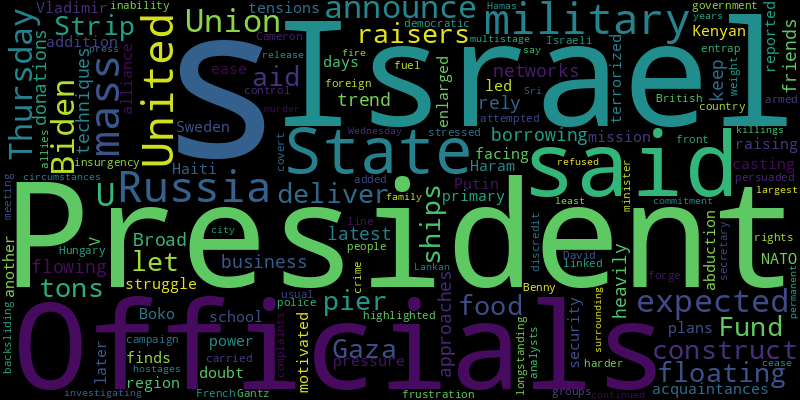 Vladimir
inability
tensions
announce
Hamas
government
Strip
Union
democratic
years
Thursday
military
addition
United
raisers
Cameron
multistage
press
Kenyan
Israel
S
mass
donations
Biden
techniques
alliance
release
fire
Israeli
say
entrap
reported
friends
ease
aid
days
networks
control
fuel
foreign
trend
enlarged
led
rely
Sri
terrorized
keep
weight
British
country
armed
murder
attempted
allies
Sweden
Wednesday
stressed
borrowing
mission
front
killings
raising
insurgency
covert
State
said
facing
refused
casting
persuaded
circumstances
Haiti
Haram
meeting
Russia
U
deliver
added
Putin
primary
family
least
minister
largest
commitment
President
ships
another
v
Broad
latest
line
city
people
discredit
David
linked
abduction
secretary
rights
NATO
Hungary
let
flowing
business
Lankan
crime
heavily
forge
permanent
struggle
tons
usual
pier
approaches
Benny
expected
backsliding
Officials
Boko
school
police
highlighted
food
security
surrounding
plans
Fund
campaign
power
motivated
complaints
Gaza
longstanding
analysts
construct
later
finds
carried
pressure
harder
cease
region
hostages
doubt
floating
investigating
French
Gantz
frustration
groups
continued
acquaintances